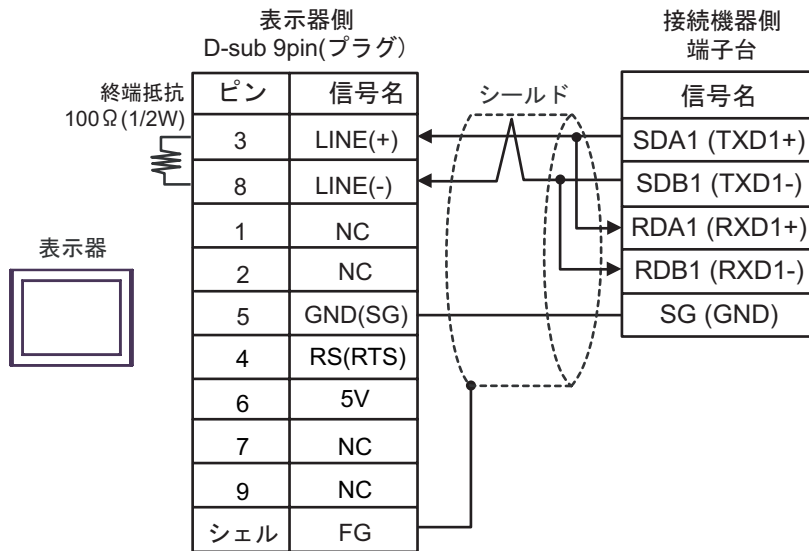 表示器側
D-sub 9pin(プラグ)
接続機器側
端子台
終端抵抗
100Ω(1/2W)
ピン 信号名
シールド
信号名
3 LINE(+)
SDA1 (TXD1+)
8 LINE(-)
SDB1 (TXD1-)
1 NC
RDA1 (RXD1+)
表示器
2 NC
RDB1 (RXD1-)
5 GND(SG)
SG (GND)
4 RS(RTS)
6 5V
7 NC
9 NC
シェル FG